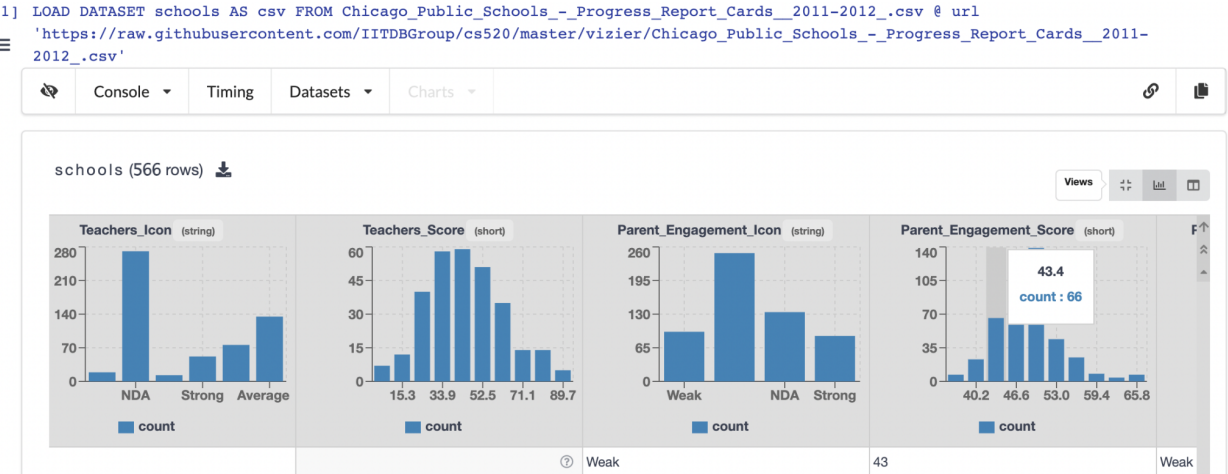 1] LOAD DATASET schools AS csv FROM Chicago_Public_Schools_-_Progress_Report_Cards__2011-2012_.csv @ url
'https://raw.githubusercontent.com/IITDBGroup/cs520/master/vizier/Chicago_Public_Schools_-_Progress_Report_Cards__2011-
2012_.csv'
Console Timing Datasets Charts
schools (566 rows)
Views
Teachers_Icon (string)
280
210
140
70
0
NDA Strong Average
count
Teachers_Score (short)
60
45
30
15
0
15.3 33.9 52.5 71.1 89.7
count
Parent_Engagement_Icon (string)
260
195
130
65
0
Weak NDA Strong
count
Parent_Engagement_Score (short)
140
105
70
35
0
43.4
count : 66
40.2 46.6 53.0 59.4 65.8
count
Weak 43 Weak